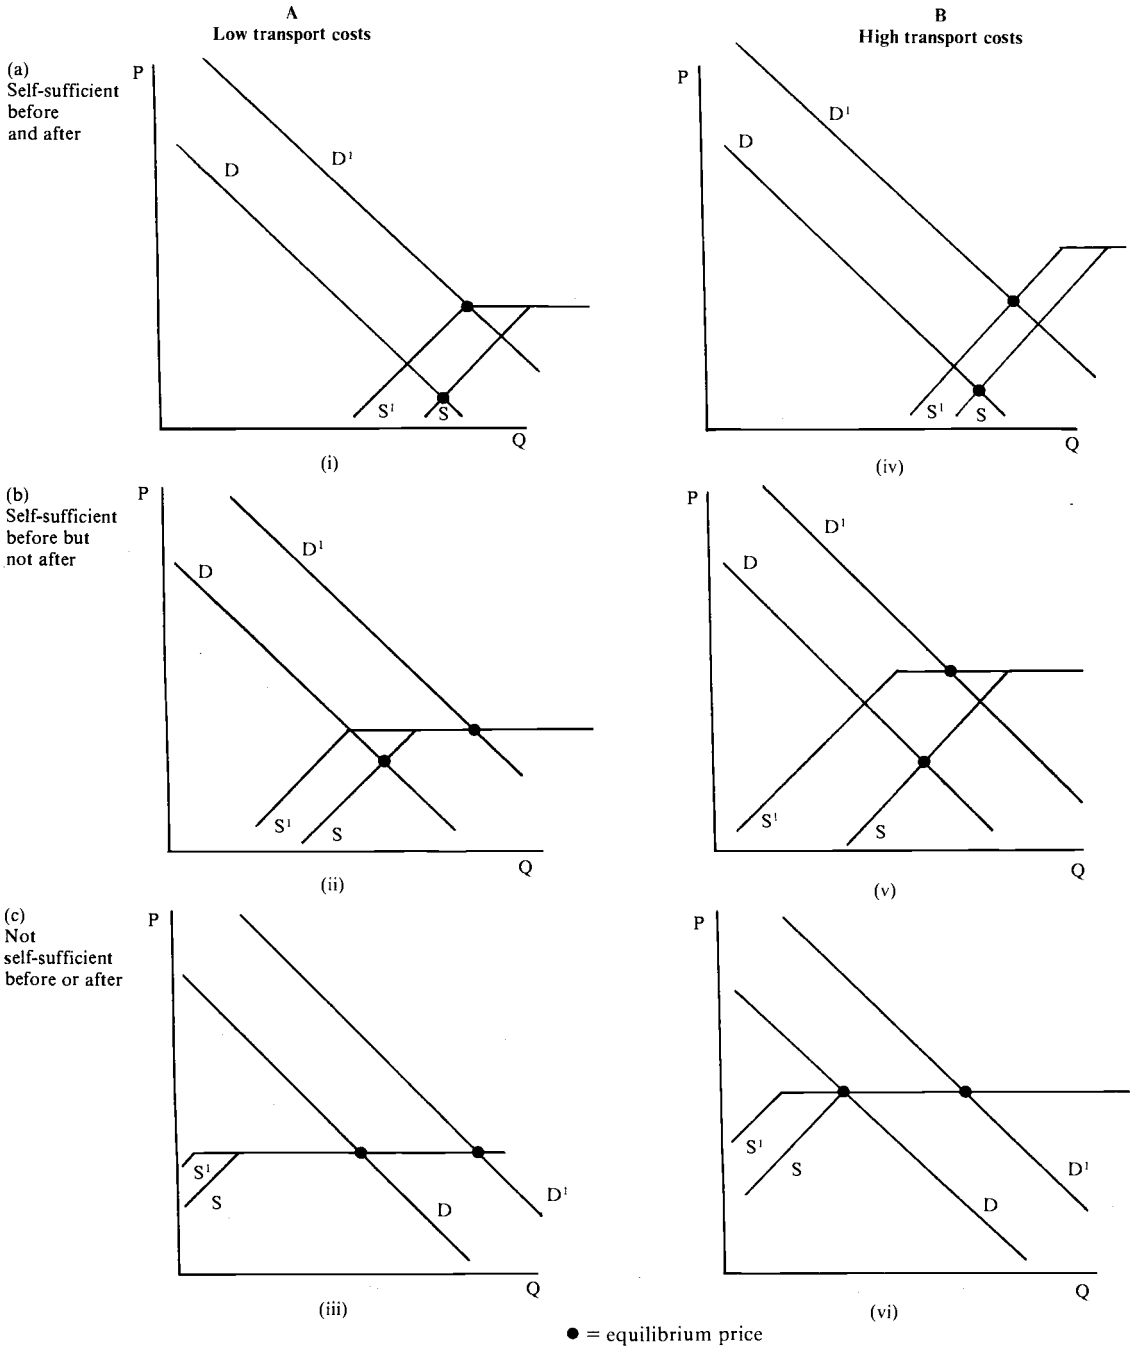 A
Low transport costs
B
High transport costs
(a)
Self-sufficient
before
and after
P
D
D¹
S¹
S
Q
(i)
P
D
D¹
S¹
S
Q
(iv)
(b)
Self-sufficient
before but
not after
P
D
D¹
S¹
S
Q
(ii)
P
D
D¹
S¹
S
Q
(v)
(c)
Not
self-sufficient
before or after
P
S¹
S
D
D¹
Q
(iii)
P
S¹
S
D
D¹
Q
(vi)
● = equilibrium price